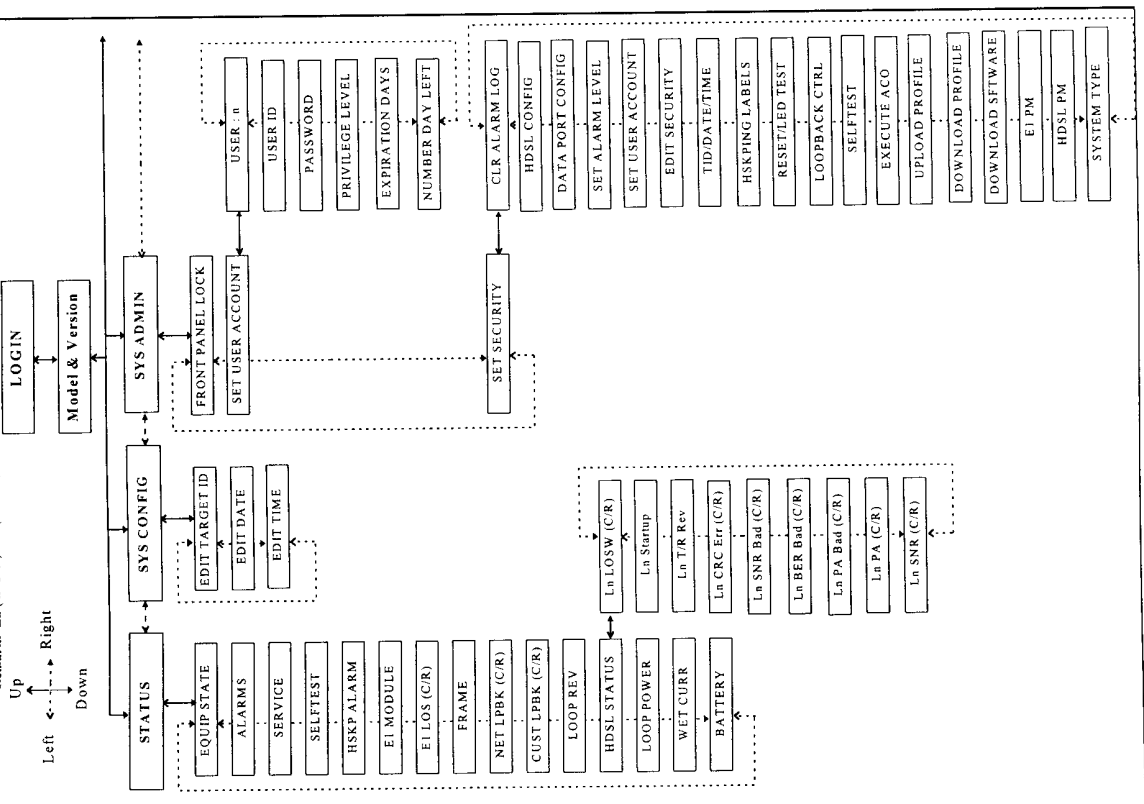 Up
Left
Right
Down
LOGIN
Model & Version
STATUS
SYS CONFIG
SYS ADMIN
EQUIP STATE
ALARMS
SERVICE
SELFTEST
HSKP ALARM
E1 MODULE
E1 LOS (C/R)
FRAME
NET LPBK (C/R)
CUST LPBK (C/R)
LOOP REV
HDSL STATUS
LOOP POWER
WET CURR
BATTERY
Ln LOSW (C/R)
Ln Startup
Ln T/R Rev
Ln CRC Err (C/R)
Ln SNR Bad (C/R)
Ln BER Bad (C/R)
Ln PA Bad (C/R)
Ln PA (C/R)
Ln SNR (C/R)
EDIT TARGET ID
EDIT DATE
EDIT TIME
FRONT PANEL LOCK
SET USER ACCOUNT
SET SECURITY
USER : n
USER ID
PASSWORD
PRIVILEGE LEVEL
EXPIRATION DAYS
NUMBER DAY LEFT
CLR ALARM LOG
HDSL CONFIG
DATA PORT CONFIG
SET ALARM LEVEL
SET USER ACCOUNT
EDIT SECURITY
TID/DATE/TIME
HSKPING LABELS
RESET/LED TEST
LOOPBACK CTRL
SELFTEST
EXECUTE ACO
UPLOAD PROFILE
DOWNLOAD PROFILE
DOWNLOAD SFTWARE
E1 PM
HDSL PM
SYSTEM TYPE